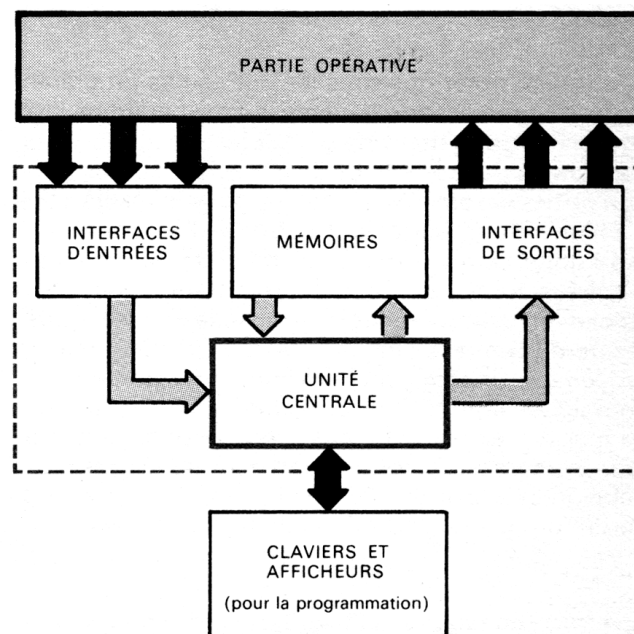 PARTIE OPÉRATIVE
INTERFACES
D'ENTRÉES
MÉMOIRES
INTERFACES
DE SORTIES
UNITÉ
CENTRALE
CLAVIERS ET
AFFICHEURS
(pour la programmation)